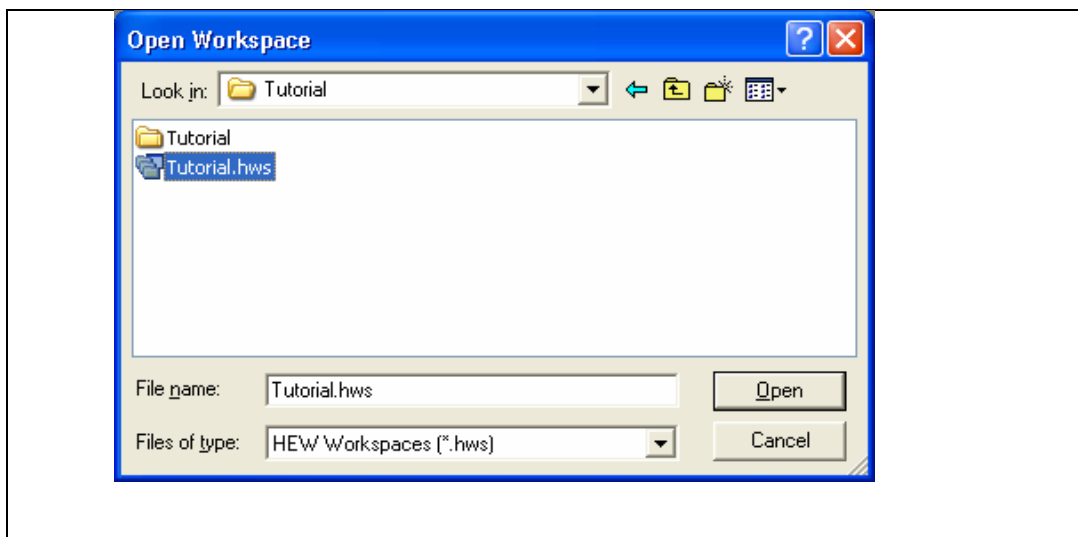 Open Workspace
Look in: Tutorial
Tutorial
Tutorial.hws
File name: Tutorial.hws Open
Files of type: HEW Workspaces (*.hws) Cancel